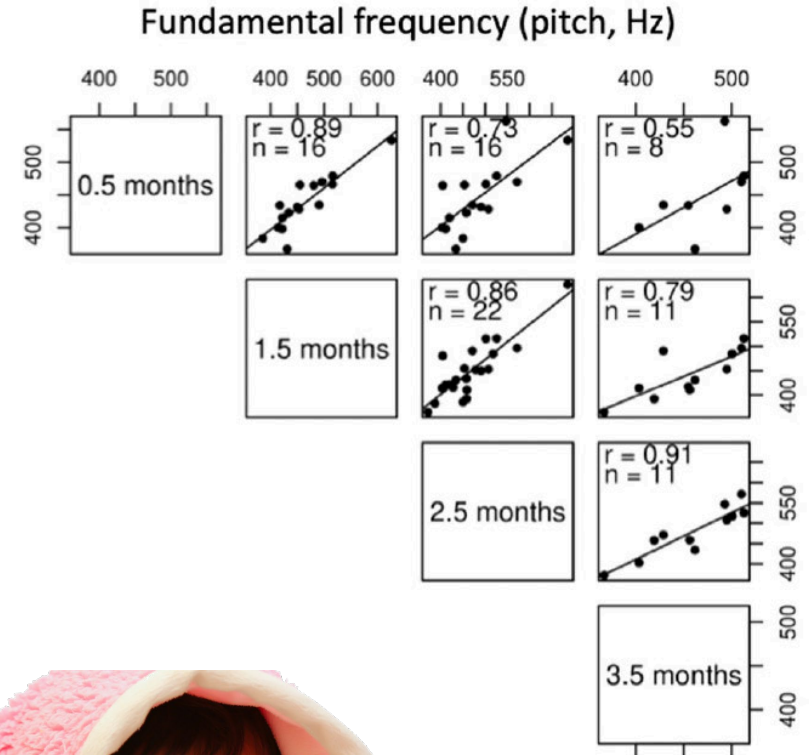 Fundamental frequency (pitch, Hz)
400 500
400 500 600
400 550
400 500
500
400
0.5 months
r = 0.89
n = 16
r = 0.73
n = 16
r = 0.55
n = 8
500
400
1.5 months
r = 0.86
n = 22
r = 0.79
n = 11
550
400
2.5 months
r = 0.91
n = 11
550
400
3.5 months
500
400